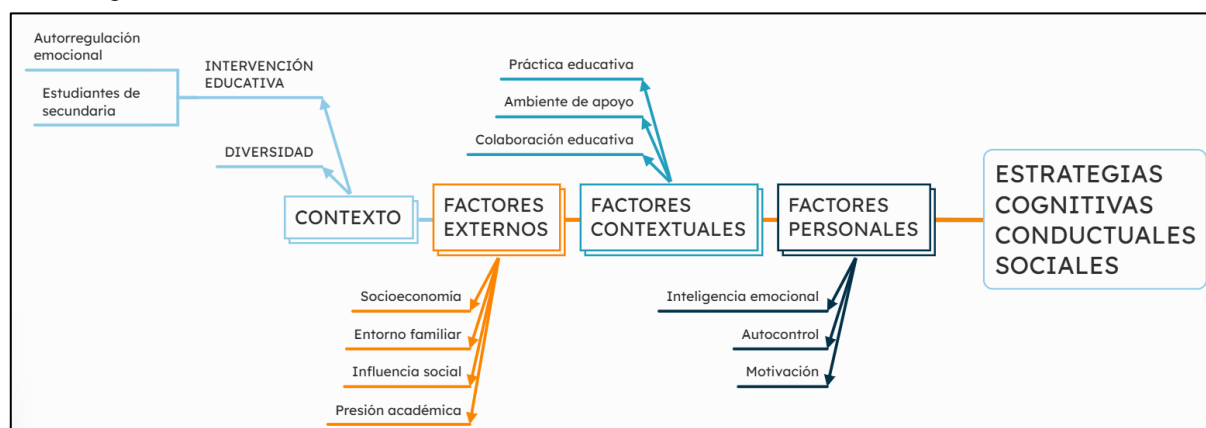 Autorregulación
emocional
Estudiantes de
secundaria
INTERVENCIÓN
EDUCATIVA
DIVERSIDAD
CONTEXTO
FACTORES
EXTERNOS
Socioeconomía
Entorno familiar
Influencia social
Presión académica
Práctica educativa
Ambiente de apoyo
Colaboración educativa
FACTORES
CONTEXTUALES
FACTORES
PERSONALES
Inteligencia emocional
Autocontrol
Motivación
ESTRATEGIAS
COGNITIVAS
CONDUCTUALES
SOCIALES